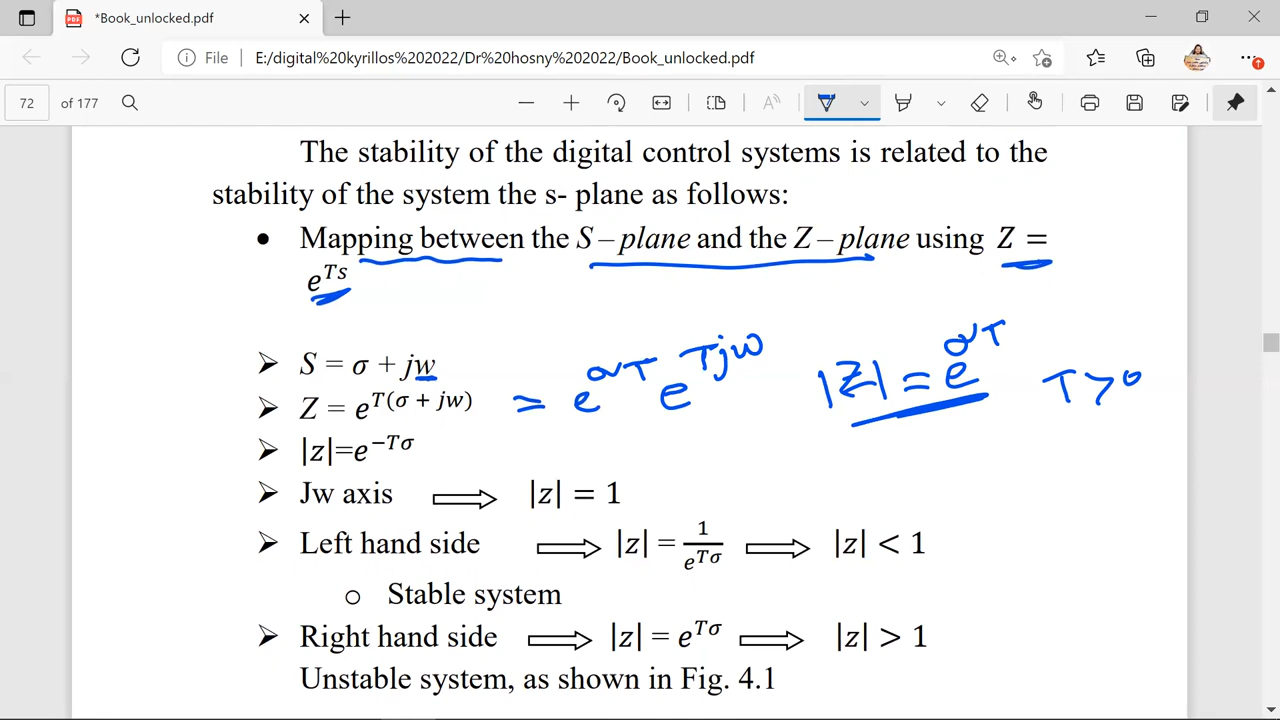 *Book_unlocked.pdf
File E:/digital%20kyrillos%202022/Dr%20hosny%202022/Book_unlocked.pdf
72 of 177
The stability of the digital control systems is related to the
stability of the system the s- plane as follows:
• Mapping between the S – plane and the Z – plane using Z =
e^{Ts}
➢ S = σ + jw
➢ Z = e^{T(σ + jw)} = e^{σT} e^{Tjw} |Z| = e^{σT} T>0
➢ |z|=e^{−Tσ}
➢ Jw axis ⟹ |z| = 1
➢ Left hand side ⟹ |z| = 1/e^{Tσ} ⟹ |z| < 1
o Stable system
➢ Right hand side ⟹ |z| = e^{Tσ} ⟹ |z| > 1
Unstable system, as shown in Fig. 4.1